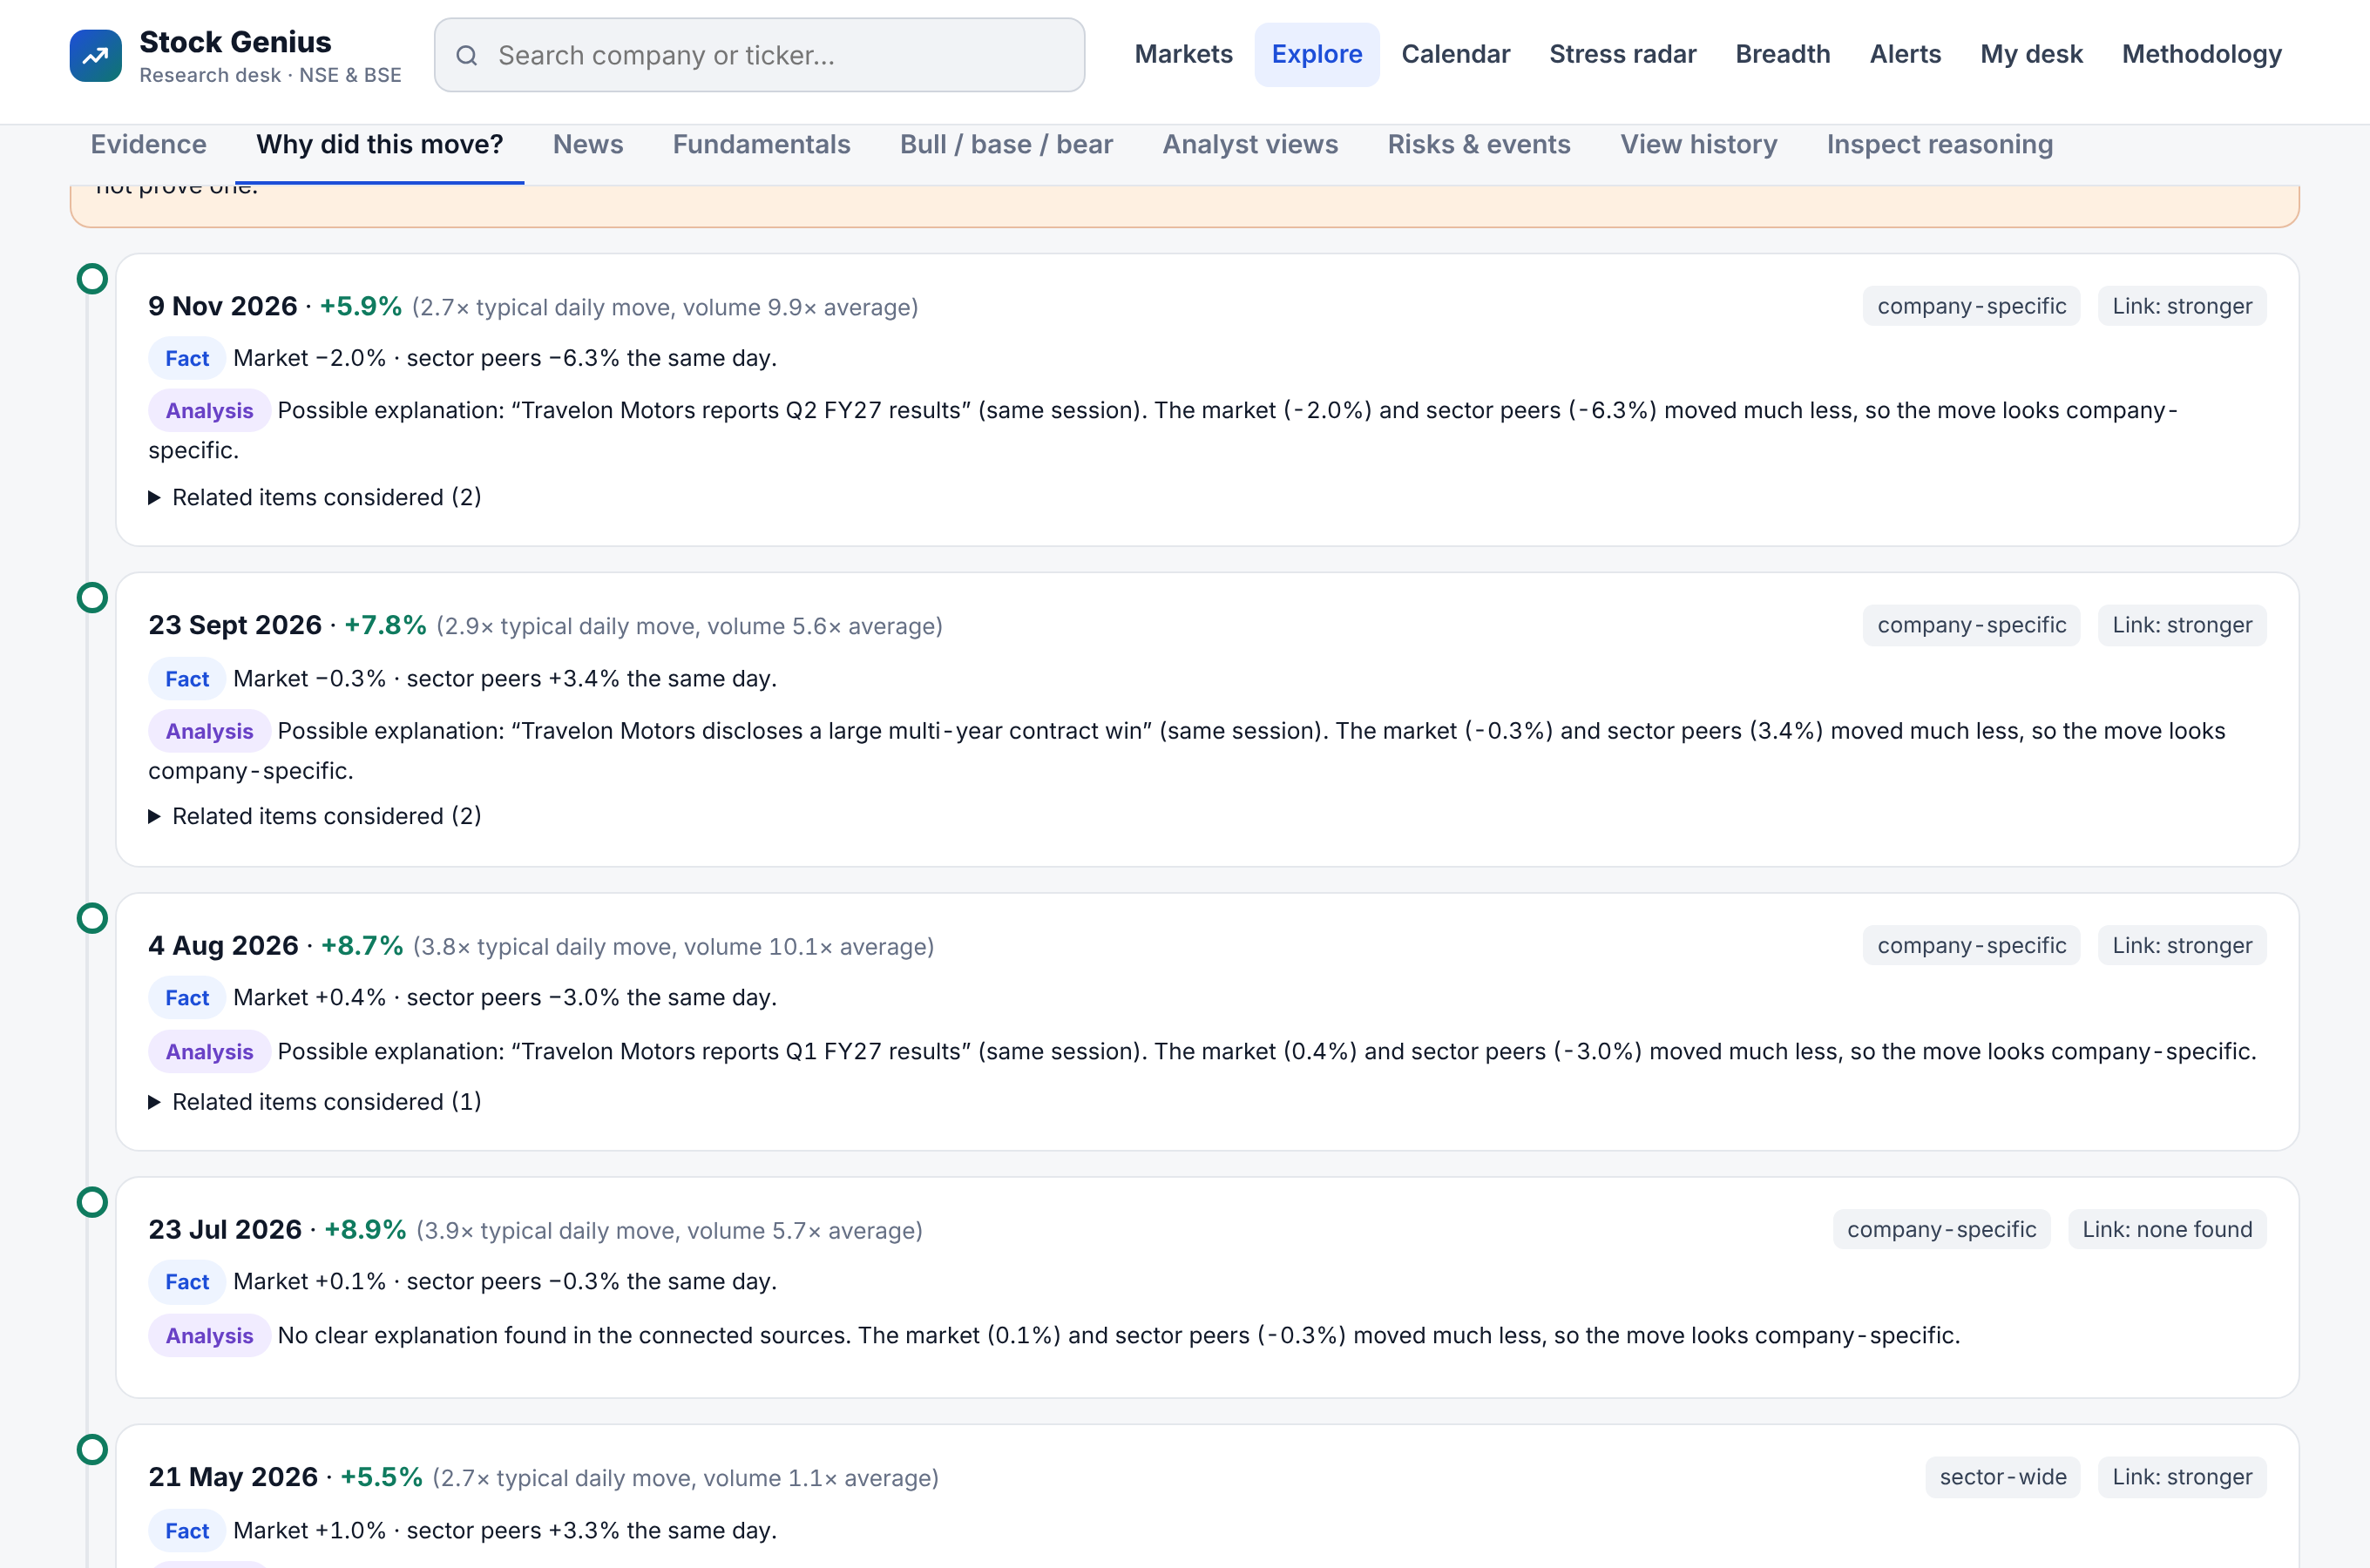 Stock Genius
Research desk · NSE & BSE
Search company or ticker...
Markets
Explore
Calendar
Stress radar
Breadth
Alerts
My desk
Methodology
Evidence
Why did this move?
News
Fundamentals
Bull / base / bear
Analyst views
Risks & events
View history
Inspect reasoning
not prove one.
9 Nov 2026 · +5.9% (2.7× typical daily move, volume 9.9× average)
company-specific
Link: stronger
Fact Market −2.0% · sector peers −6.3% the same day.
Analysis Possible explanation: “Travelon Motors reports Q2 FY27 results” (same session). The market (-2.0%) and sector peers (-6.3%) moved much less, so the move looks company-
specific.
▶ Related items considered (2)
23 Sept 2026 · +7.8% (2.9× typical daily move, volume 5.6× average)
company-specific
Link: stronger
Fact Market −0.3% · sector peers +3.4% the same day.
Analysis Possible explanation: “Travelon Motors discloses a large multi-year contract win” (same session). The market (-0.3%) and sector peers (3.4%) moved much less, so the move looks
company-specific.
▶ Related items considered (2)
4 Aug 2026 · +8.7% (3.8× typical daily move, volume 10.1× average)
company-specific
Link: stronger
Fact Market +0.4% · sector peers −3.0% the same day.
Analysis Possible explanation: “Travelon Motors reports Q1 FY27 results” (same session). The market (0.4%) and sector peers (-3.0%) moved much less, so the move looks company-specific.
▶ Related items considered (1)
23 Jul 2026 · +8.9% (3.9× typical daily move, volume 5.7× average)
company-specific
Link: none found
Fact Market +0.1% · sector peers −0.3% the same day.
Analysis No clear explanation found in the connected sources. The market (0.1%) and sector peers (-0.3%) moved much less, so the move looks company-specific.
21 May 2026 · +5.5% (2.7× typical daily move, volume 1.1× average)
sector-wide
Link: stronger
Fact Market +1.0% · sector peers +3.3% the same day.